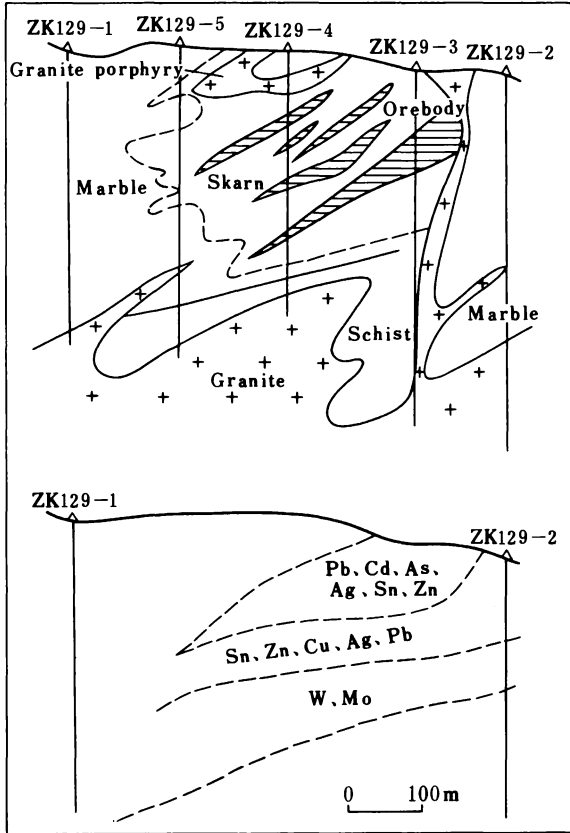 ZK129-1 ZK129-5 ZK129-4 ZK129-3 ZK129-2
Granite porphyry
Orebody
Marble Skarn
Marble
Schist
Granite
ZK129-1
ZK129-2
Pb、Cd、As、
Ag、Sn、Zn
Sn、Zn、Cu、Ag、Pb
W、Mo
0 100m